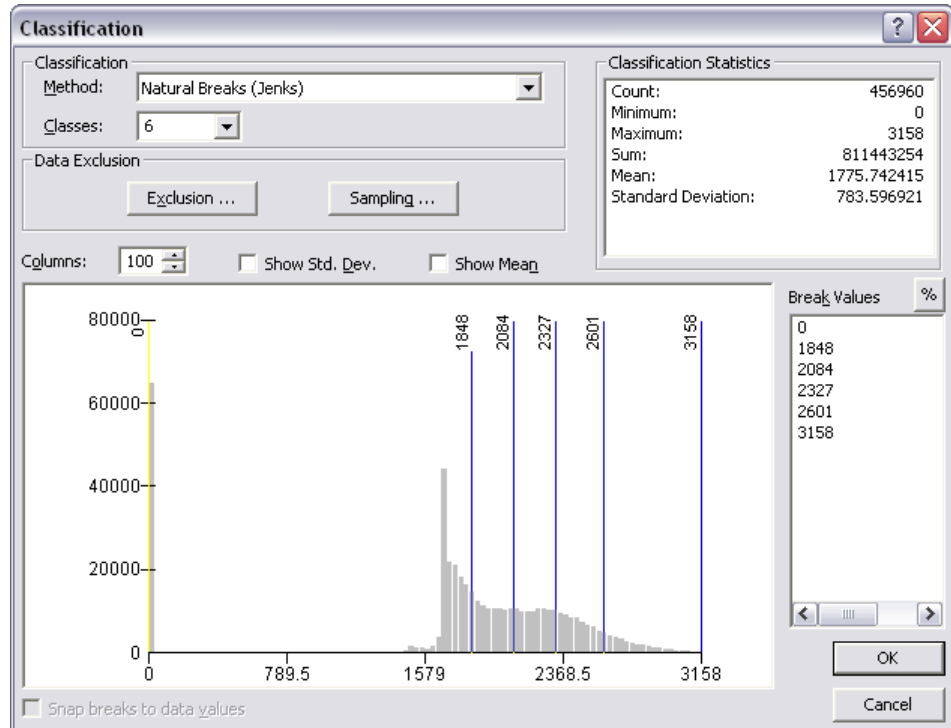 Classification
Classification
Method: Natural Breaks (Jenks)
Classes: 6
Data Exclusion
Exclusion ... Sampling ...
Classification Statistics
Count: 456960
Minimum: 0
Maximum: 3158
Sum: 811443254
Mean: 1775.742415
Standard Deviation: 783.596921
Columns: 100 Show Std. Dev. Show Mean
Break Values %
0
1848
2084
2327
2601
3158
80000
60000
40000
20000
0
0 1848 2084 2327 2601 3158
0 789.5 1579 2368.5 3158
Snap breaks to data values
OK
Cancel